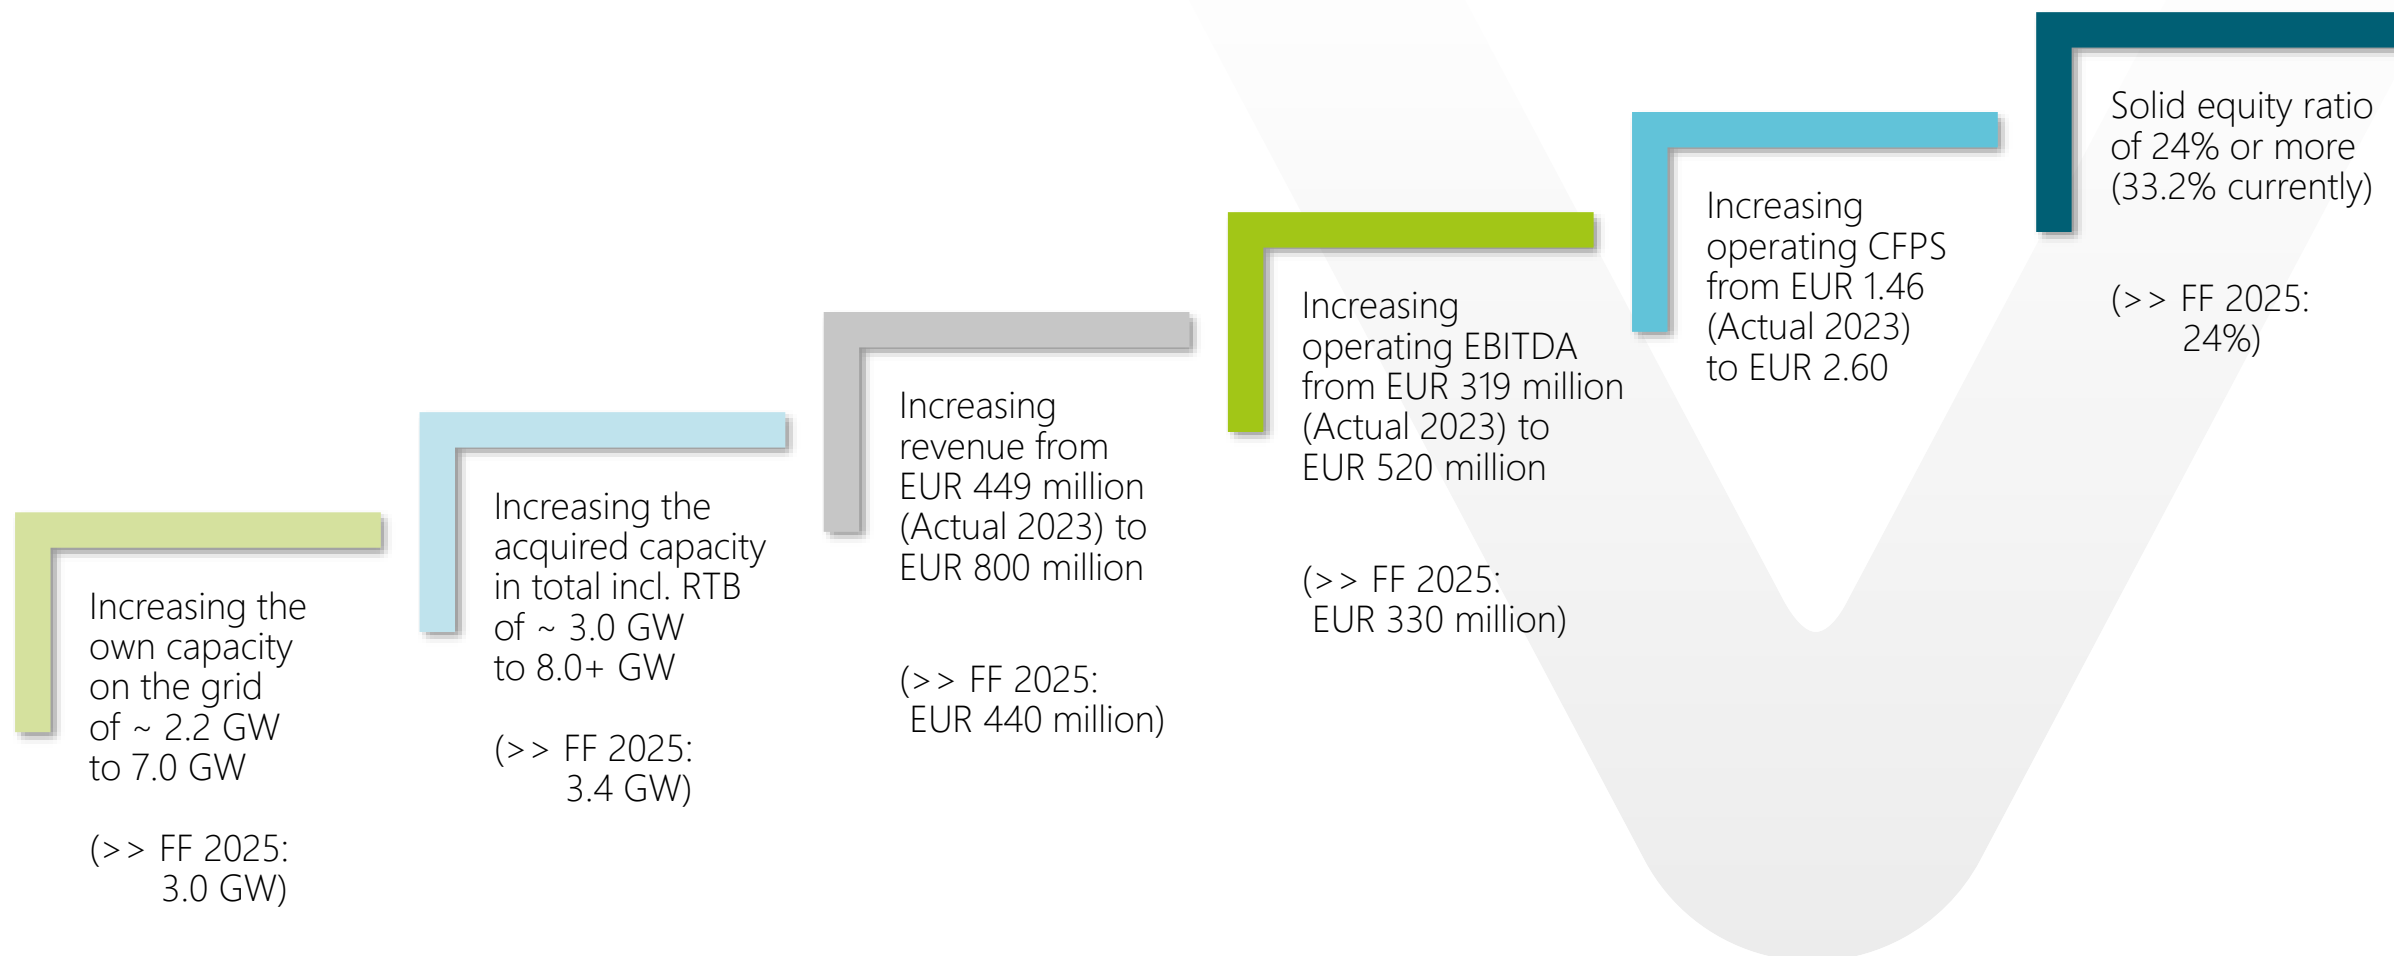 Increasing the
own capacity
on the grid
of ~ 2.2 GW
to 7.0 GW
(>> FF 2025:
3.0 GW)
Increasing the
acquired capacity
in total incl. RTB
of ~ 3.0 GW
to 8.0+ GW
(>> FF 2025:
3.4 GW)
Increasing
revenue from
EUR 449 million
(Actual 2023) to
EUR 800 million
(>> FF 2025:
EUR 440 million)
Increasing
operating EBITDA
from EUR 319 million
(Actual 2023) to
EUR 520 million
(>> FF 2025:
EUR 330 million)
Increasing
operating CFPS
from EUR 1.46
(Actual 2023)
to EUR 2.60
Solid equity ratio
of 24% or more
(33.2% currently)
(>> FF 2025:
24%)